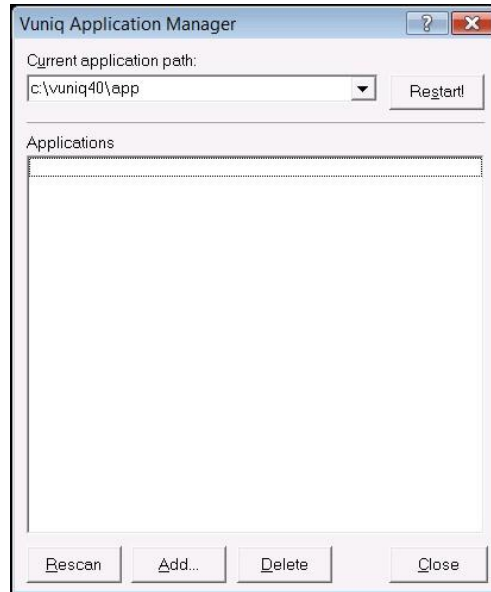 Vuniq Application Manager
Current application path:
c:\vuniq40\app
Restart!
Applications
Rescan Add... Delete Close